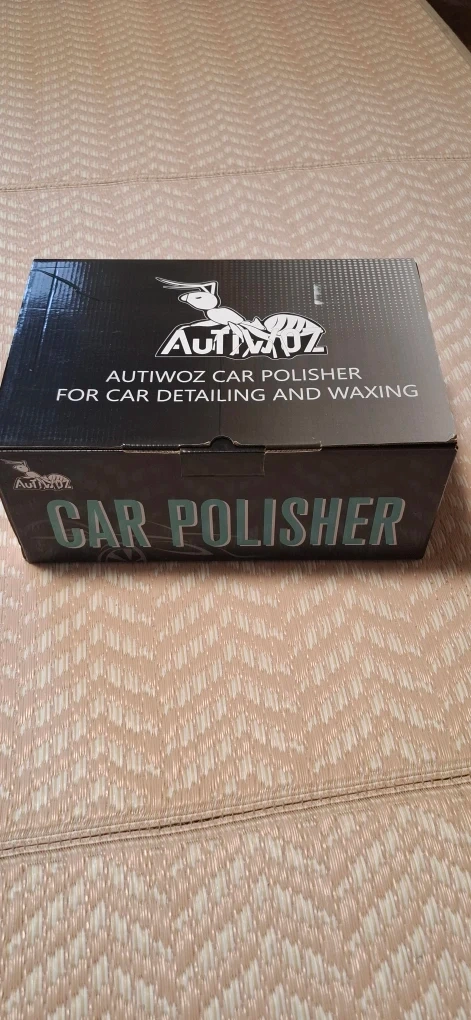 AUTIWOZ
AUTIWOZ CAR POLISHER
FOR CAR DETAILING AND WAXING
AUTIWOZ
CAR POLISHER